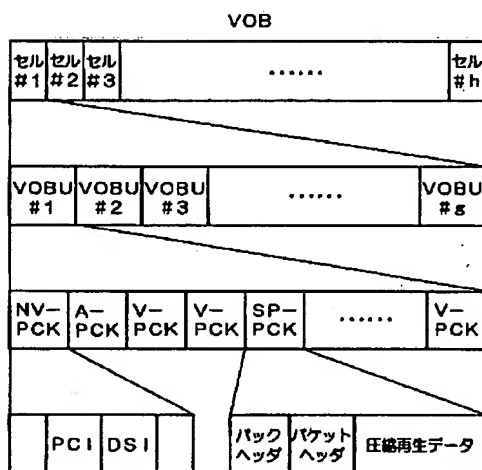 VOB
セル セル セル セル
#1 #2 #3 ...... #h
VOBU VOBU VOBU VOBU
#1 #2 #3 ...... #g
NV- A- V- V- SP- V-
PCK PCK PCK PCK PCK ...... PCK
PCI DSI
パック パケット 圧縮再生データ
ヘッダ ヘッダ